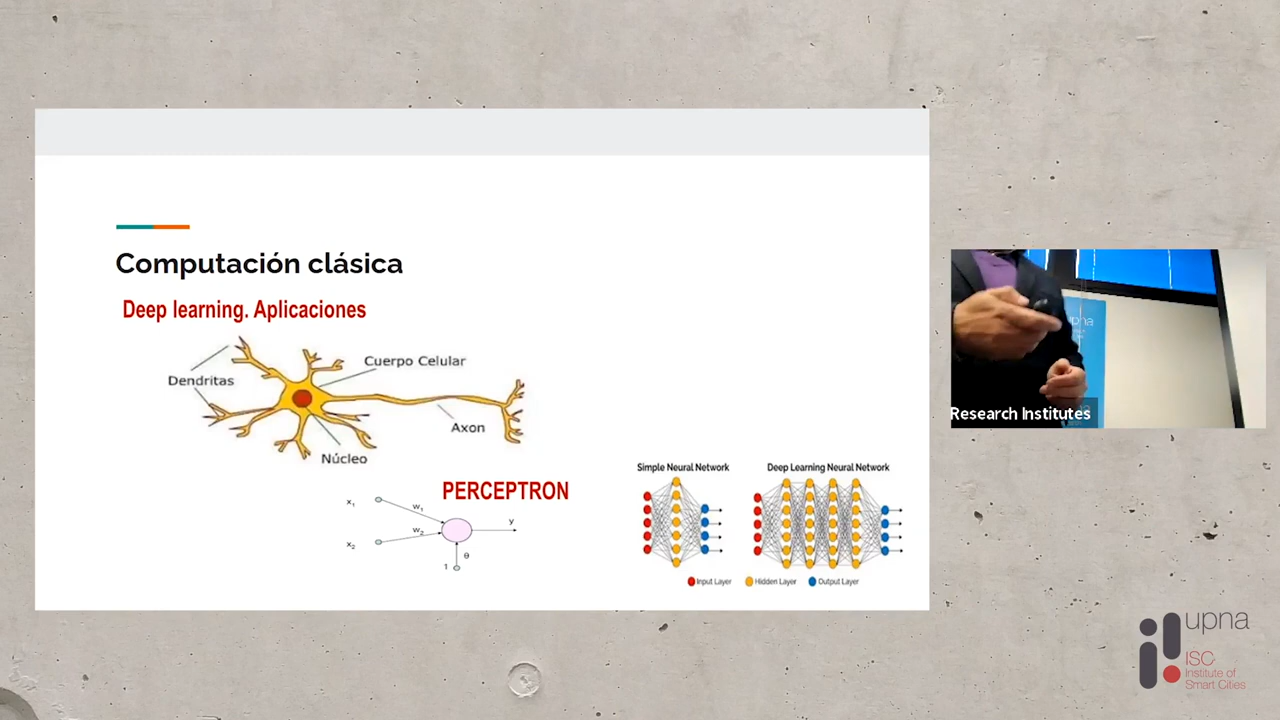 Computación clásica
Deep learning. Aplicaciones
Dendritas
Cuerpo Celular
Axon
Núcleo
PERCEPTRON
x1
w1
x2
w2
y
θ
1
Simple Neural Network
Deep Learning Neural Network
Input Layer
Hidden Layer
Output Layer
upna
Research Institutes
upna
ISC
Institute of
Smart Cities